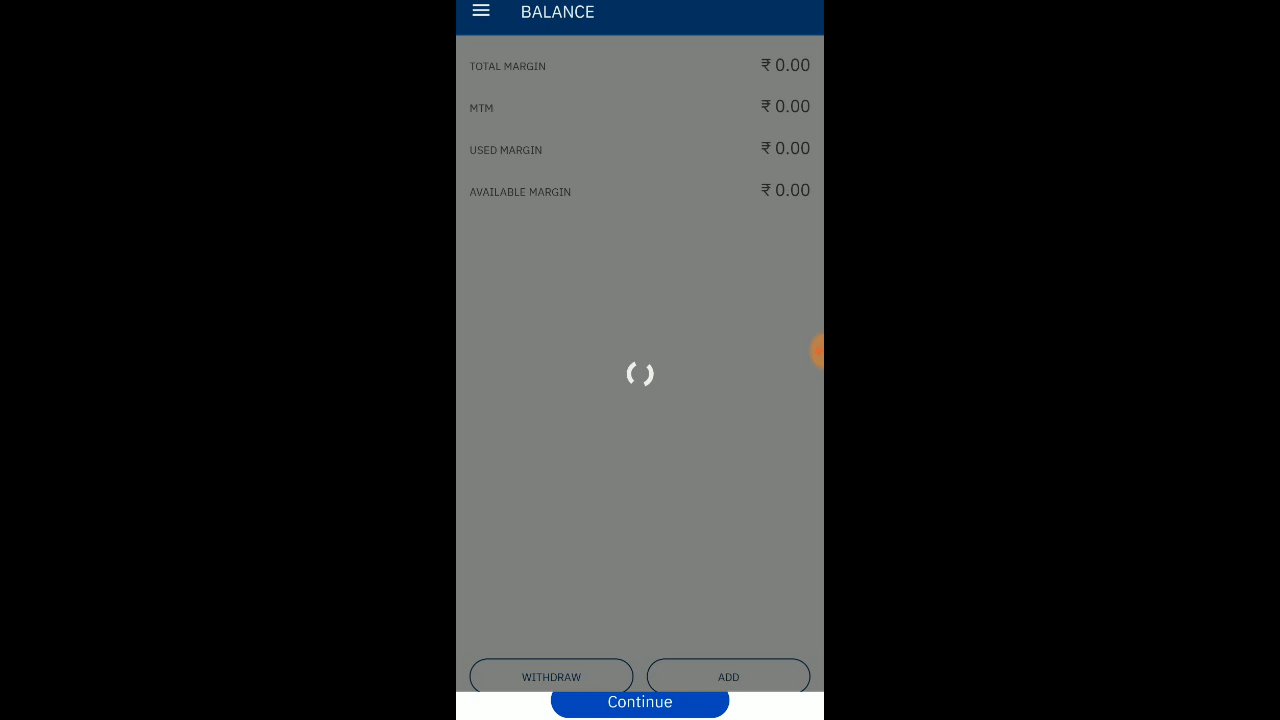 BALANCE
TOTAL MARGIN ₹ 0.00
MTM ₹ 0.00
USED MARGIN ₹ 0.00
AVAILABLE MARGIN ₹ 0.00
WITHDRAW ADD
Continue